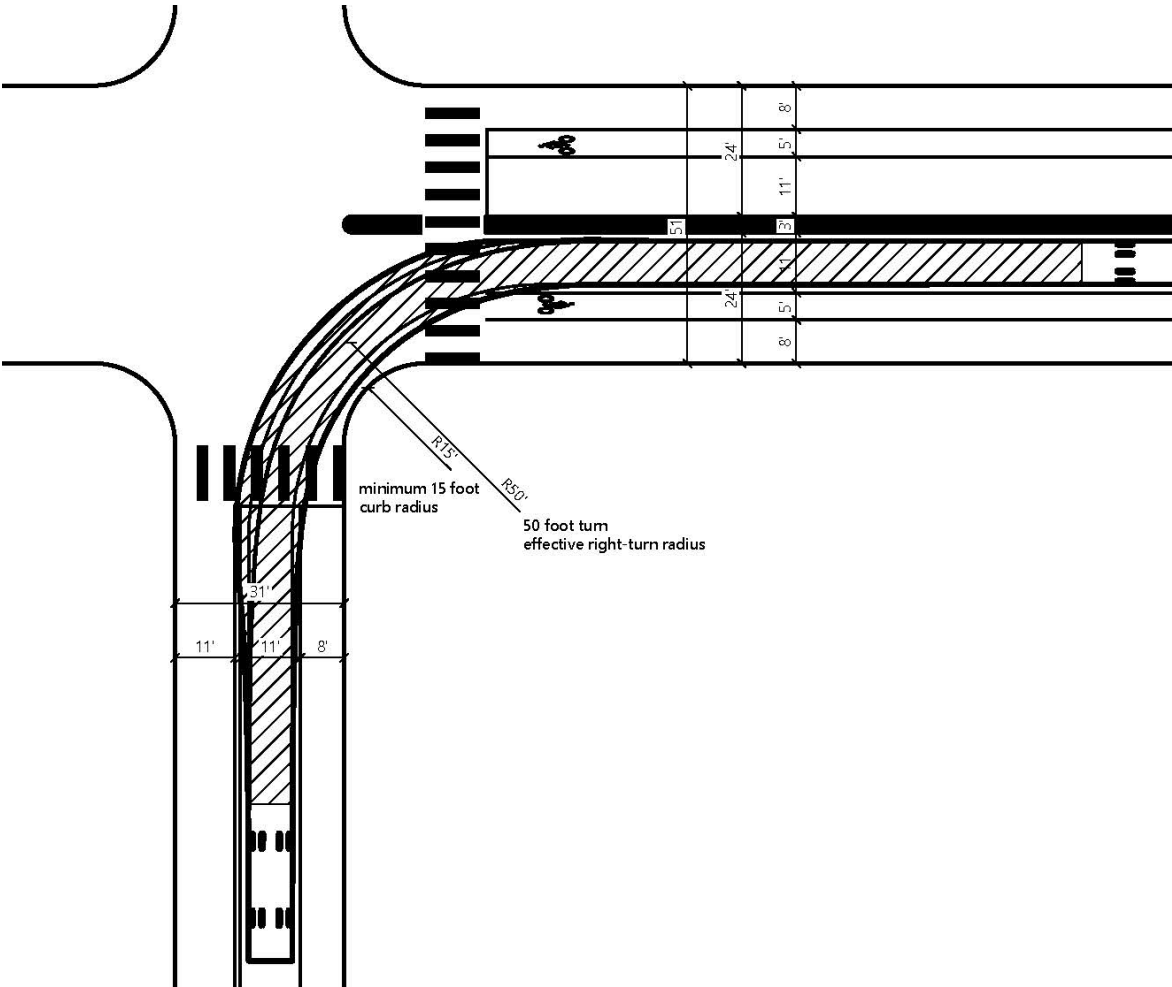 8'
5'
24'
11'
51
3'
11
24'
5'
8'
R15'
R50'
minimum 15 foot
curb radius
50 foot turn
effective right-turn radius
31'
11'
11'
8'